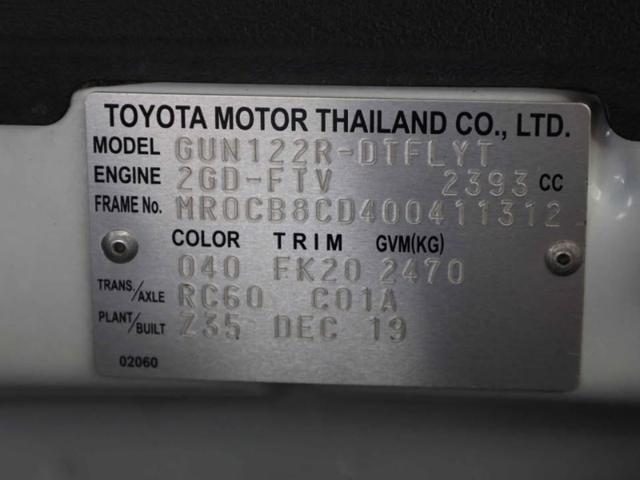 TOYOTA MOTOR THAILAND CO., LTD.
MODEL GUN122R-DTFLYT
ENGINE 2GD-FTV 2393 CC
FRAME No. MR0CB8CD400411312
COLOR TRIM GVM(KG)
040 FK20 2470
TRANS./AXLE RC60 C01A
PLANT/BUILT Z35 DEC 19
02060